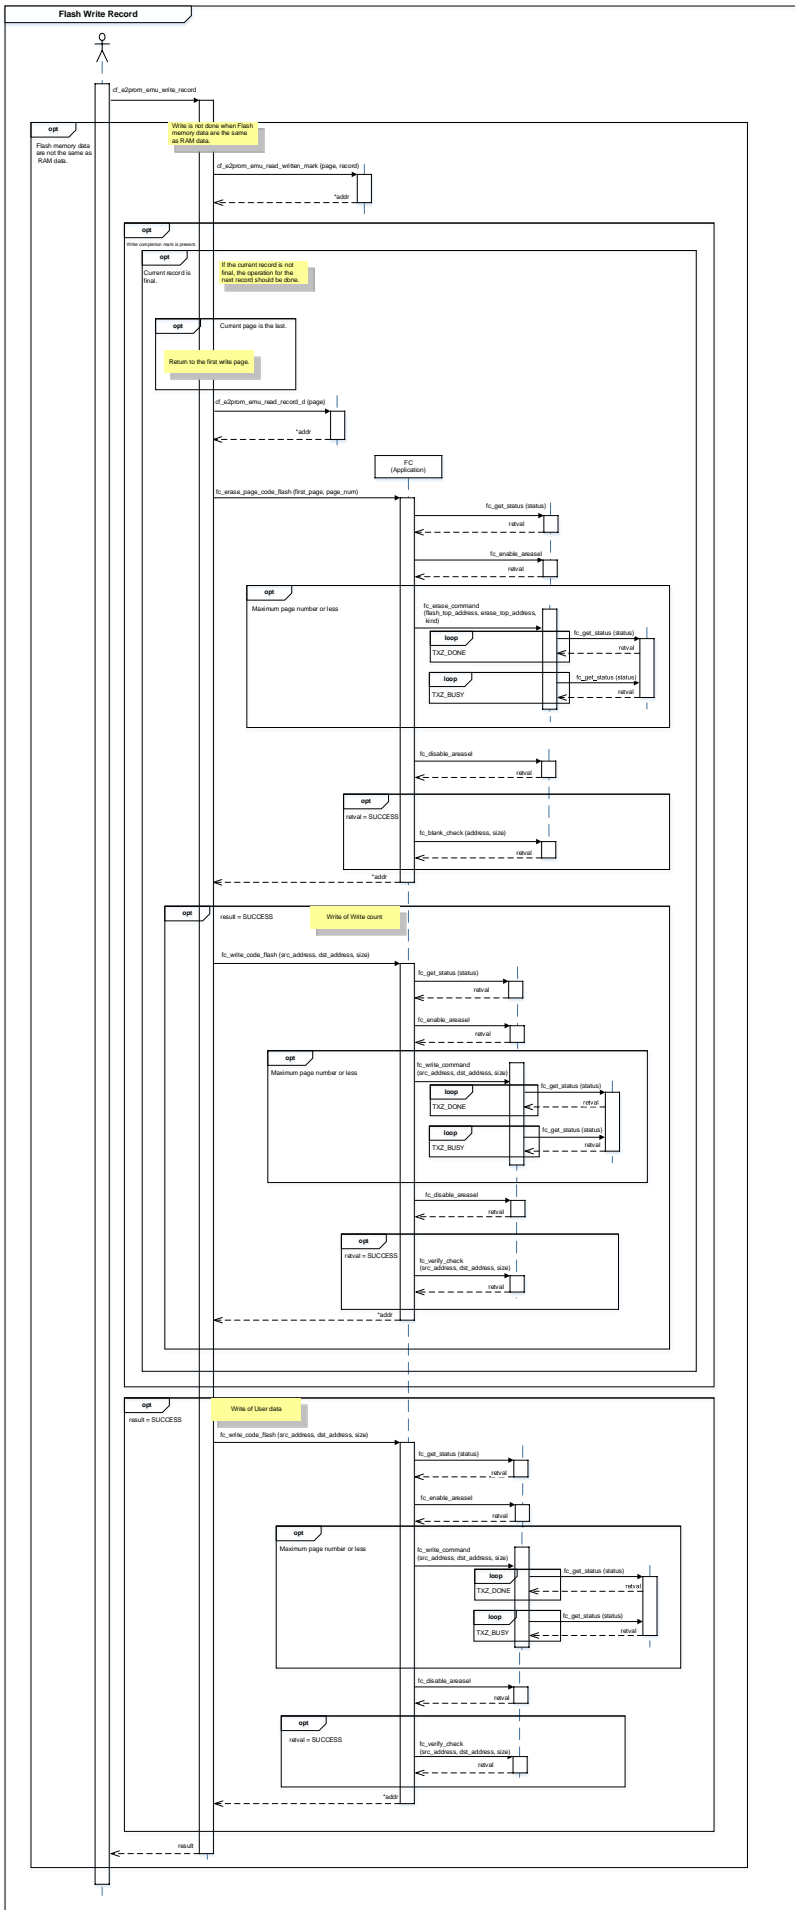 Flash Write Record
cf_e2prom_emu_write_record
opt
Flash memory data
are not the same as
RAM data.
Write is not done when Flash
memory data are the same
as RAM data.
cf_e2prom_emu_read_written_mark (page, record)
*addr
opt
Write completion mark is present.
opt
Current record is
final.
If the current record is not
final, the operation for the
next record should be done.
opt
Current page is the last.
Return to the first write page.
cf_e2prom_emu_read_record_d (page)
*addr
FC
(Application)
fc_erase_page_code_flash (first_page, page_num)
fc_get_status (status)
retval
fc_enable_areasel
retval
opt
Maximum page number or less
fc_erase_command
(flash_top_address, erase_top_address,
kind)
loop
TXZ_DONE
fc_get_status (status)
retval
loop
TXZ_BUSY
fc_get_status (status)
retval
fc_disable_areasel
retval
opt
retval = SUCCESS
fc_blank_check (address, size)
retval
*addr
opt
result = SUCCESS
Write of Write count
fc_write_code_flash (src_address, dst_address, size)
fc_get_status (status)
retval
fc_enable_areasel
retval
opt
Maximum page number or less
fc_write_command
(src_address, dst_address, size)
loop
TXZ_DONE
fc_get_status (status)
retval
loop
TXZ_BUSY
fc_get_status (status)
retval
fc_disable_areasel
retval
opt
retval = SUCCESS
fc_verify_check
(src_address, dst_address, size)
retval
*addr
opt
result = SUCCESS
Write of User data
fc_write_code_flash (src_address, dst_address, size)
fc_get_status (status)
retval
fc_enable_areasel
retval
opt
Maximum page number or less
fc_write_command
(src_address, dst_address, size)
loop
TXZ_DONE
fc_get_status (status)
retval
loop
TXZ_BUSY
fc_get_status (status)
retval
fc_disable_areasel
retval
opt
retval = SUCCESS
fc_verify_check
(src_address, dst_address, size)
retval
*addr
result